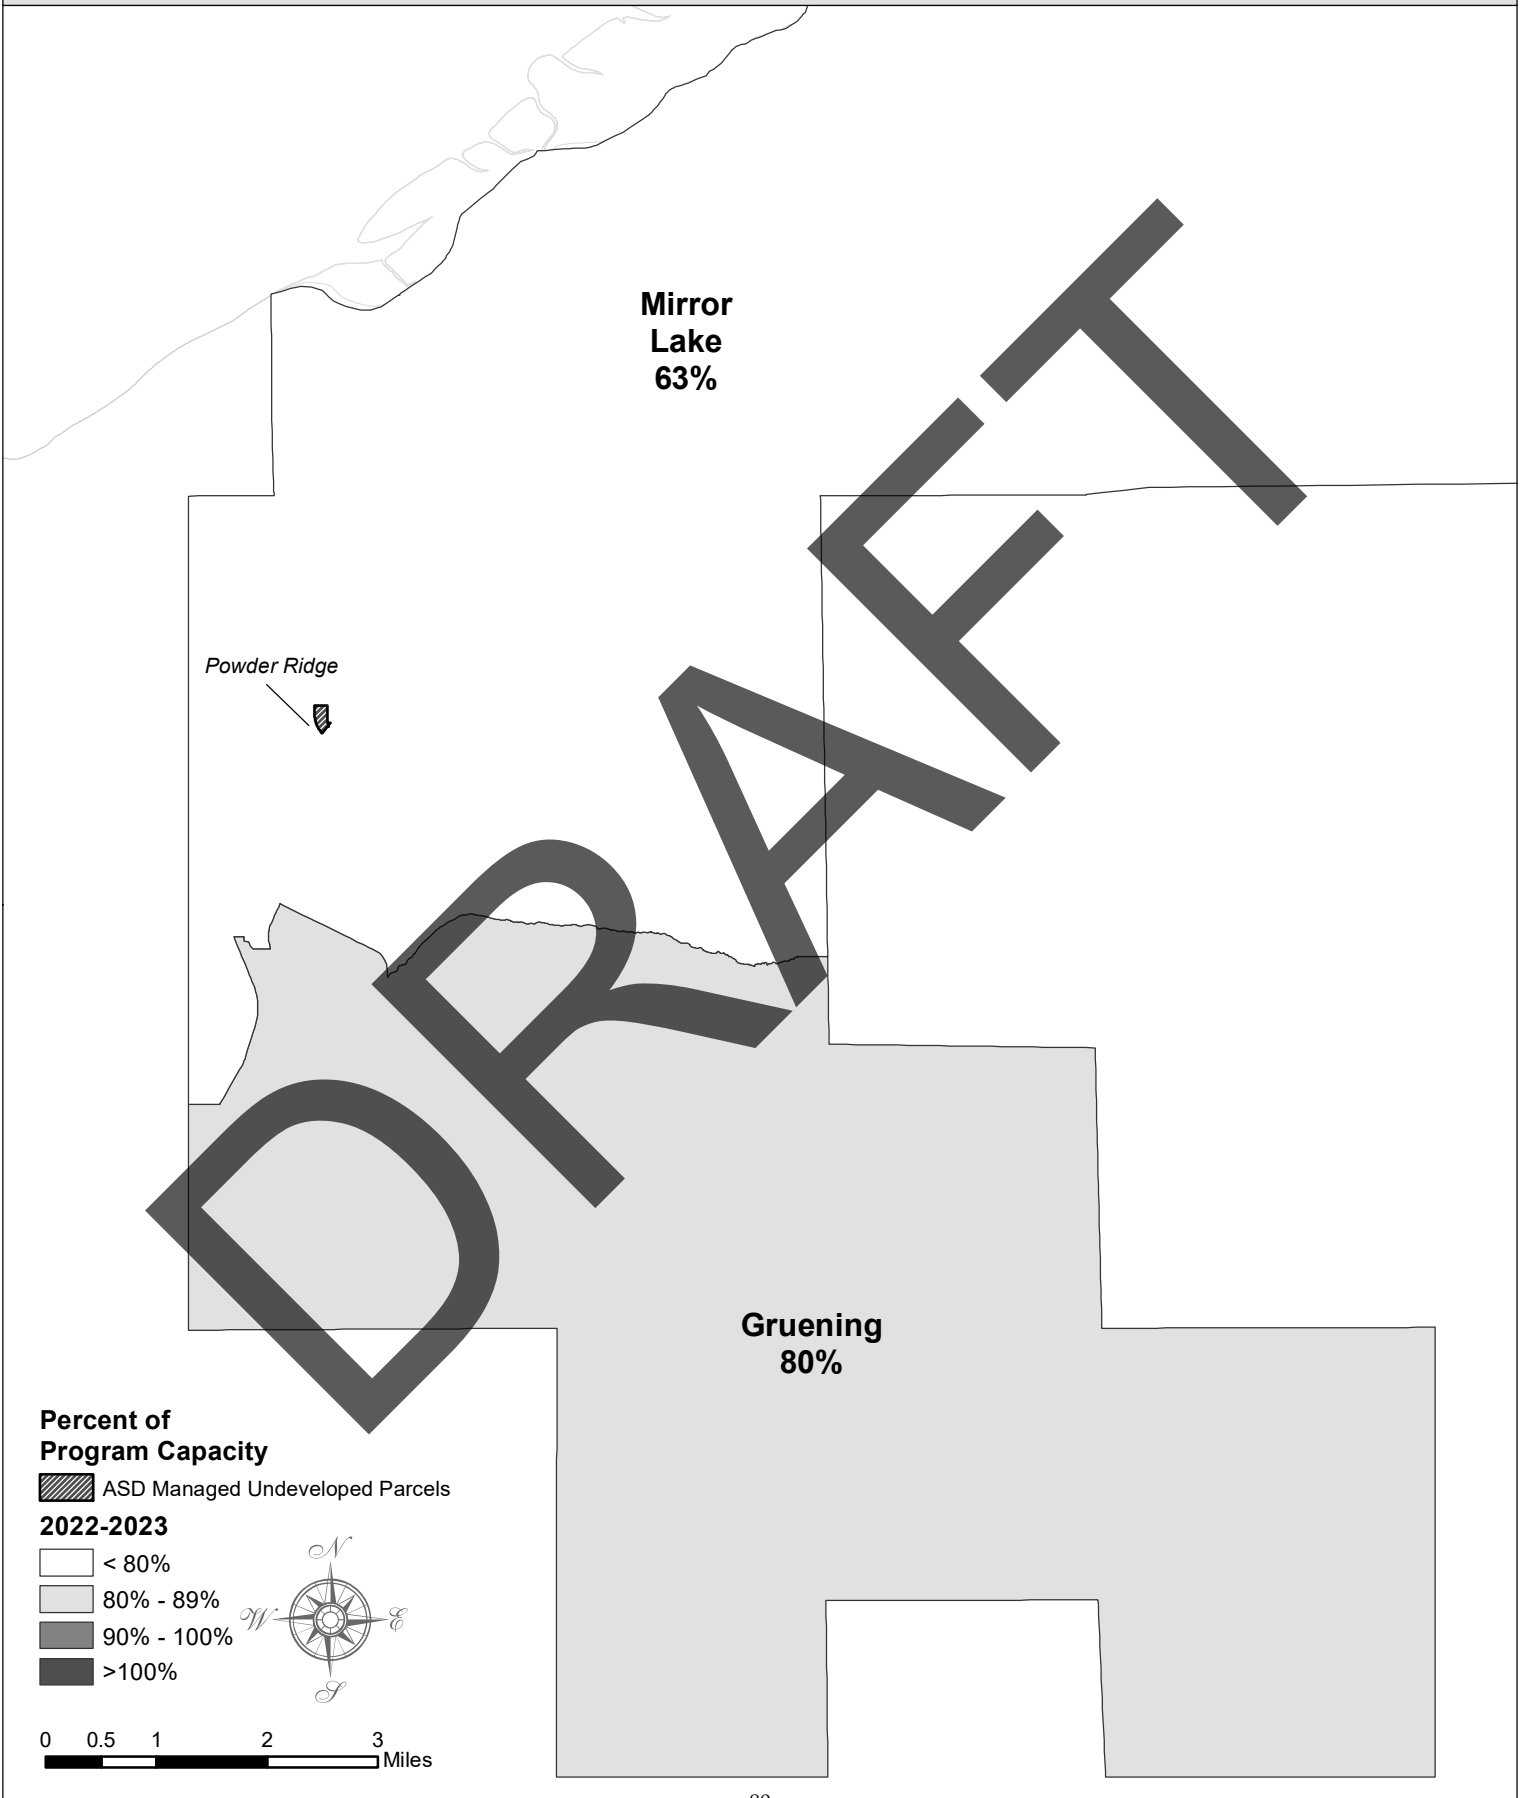 Mirror
Lake
63%
Powder Ridge
DRAFT
Gruening
80%
Percent of
Program Capacity
ASD Managed Undeveloped Parcels
2022-2023
< 80%
80% - 89%
90% - 100%
>100%
N
W
E
S
0 0.5 1 2 3
Miles